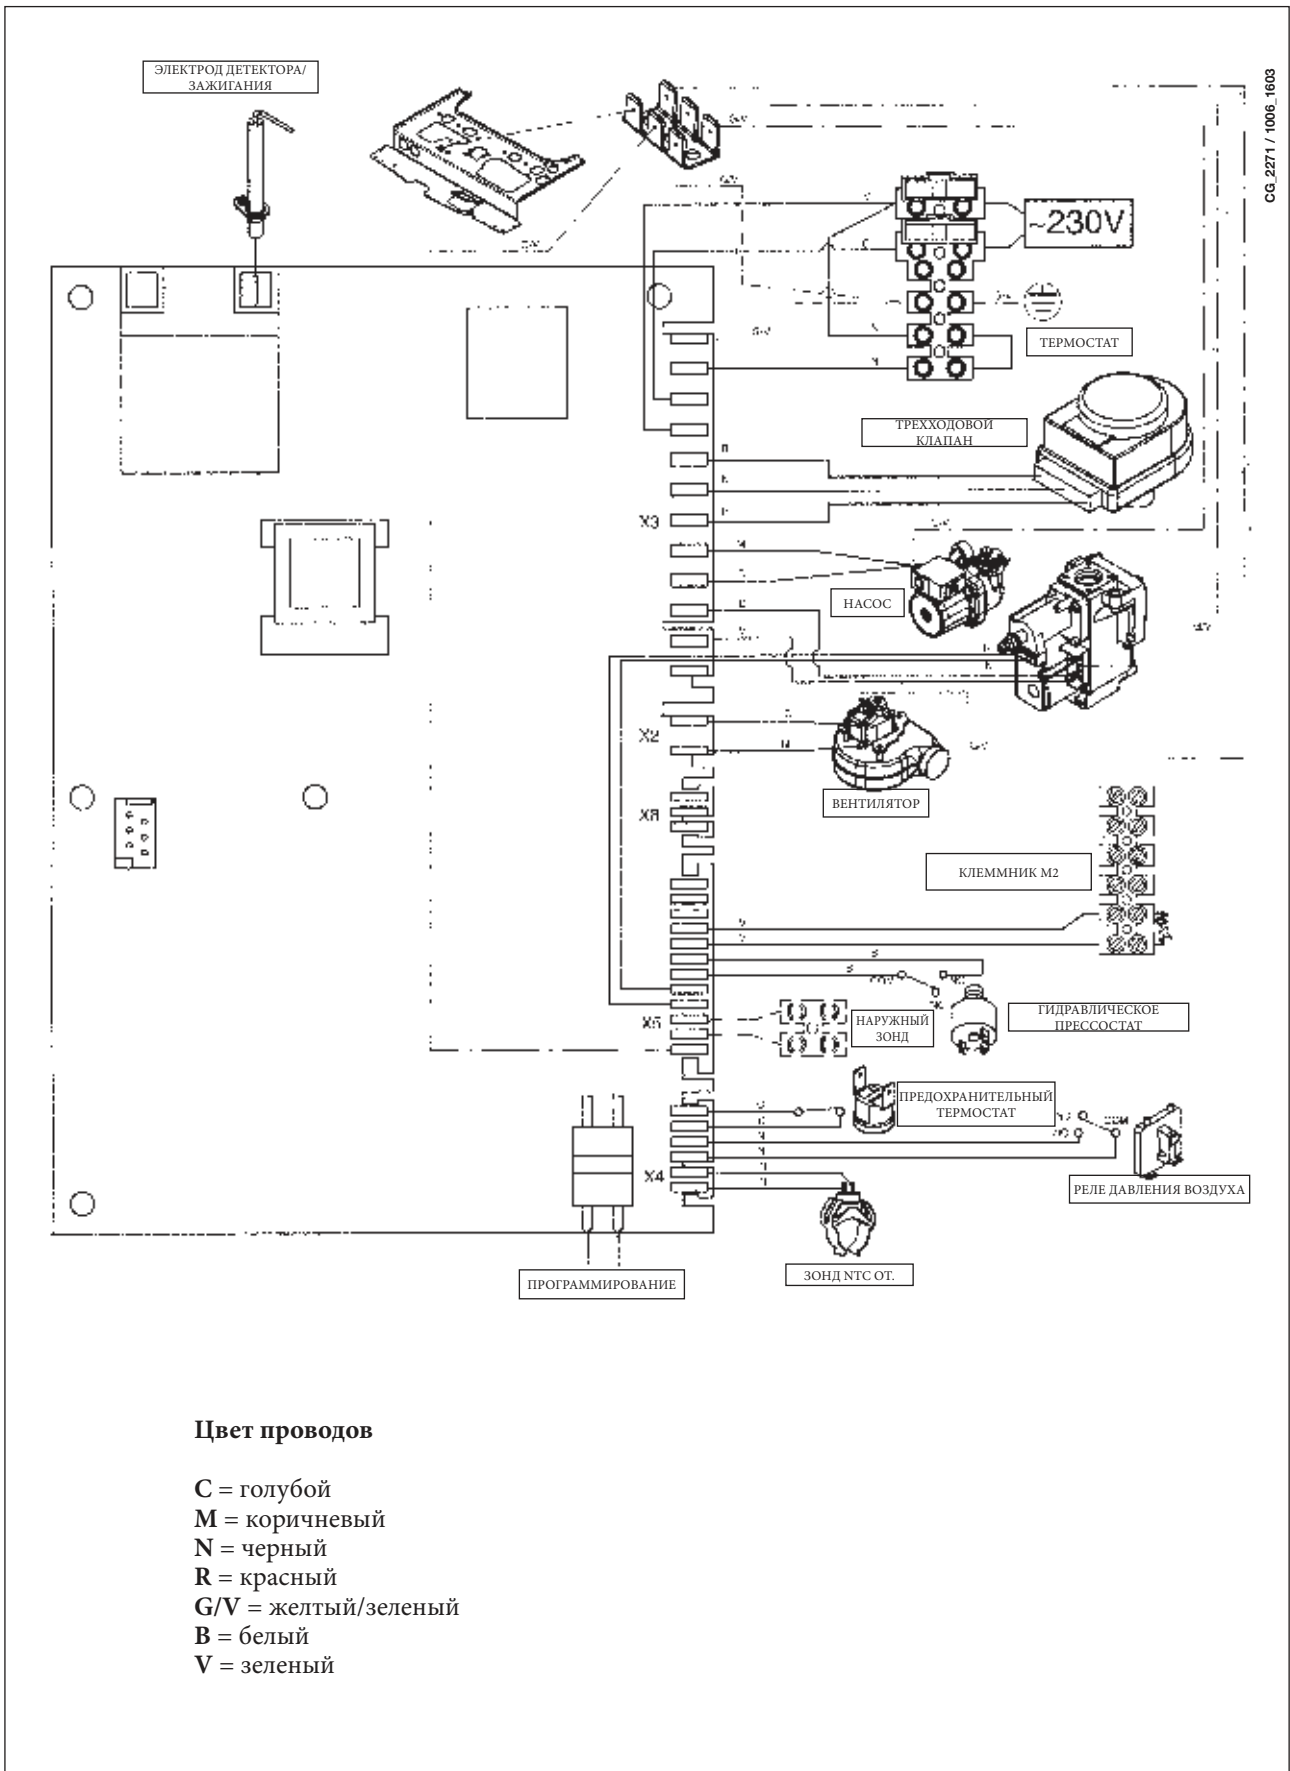 ЭЛЕКТРОД ДЕТЕКТОРА/
ЗАЖИГАНИЯ
CG_2271 / 1006_1603
~230V
ТЕРМОСТАТ
ТРЕХХОДОВОЙ
КЛАПАН
X3
НАСОС
X2
ВЕНТИЛЯТОР
КЛЕММНИК М2
ГИДРАВЛИЧЕСКОЕ
ПРЕССОСТАТ
X5
НАРУЖНЫЙ
ЗОНД
ПРЕДОХРАНИТЕЛЬНЫЙ
ТЕРМОСТАТ
COM
X4
РЕЛЕ ДАВЛЕНИЯ ВОЗДУХА
ЗОНД NTC ОТ.
ПРОГРАММИРОВАНИЕ
Цвет проводов
C = голубой
M = коричневый
N = черный
R = красный
G/V = желтый/зеленый
B = белый
V = зеленый